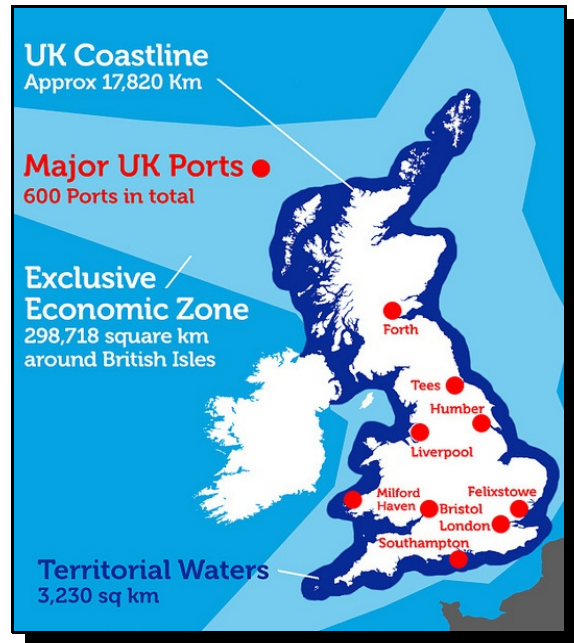 UK Coastline
Approx 17,820 Km
Major UK Ports
600 Ports in total
Exclusive
Economic Zone
298,718 square km
around British Isles
Forth
Tees
Humber
Liverpool
Milford
Haven
Felixstowe
Bristol
London
Southampton
Territorial Waters
3,230 sq km